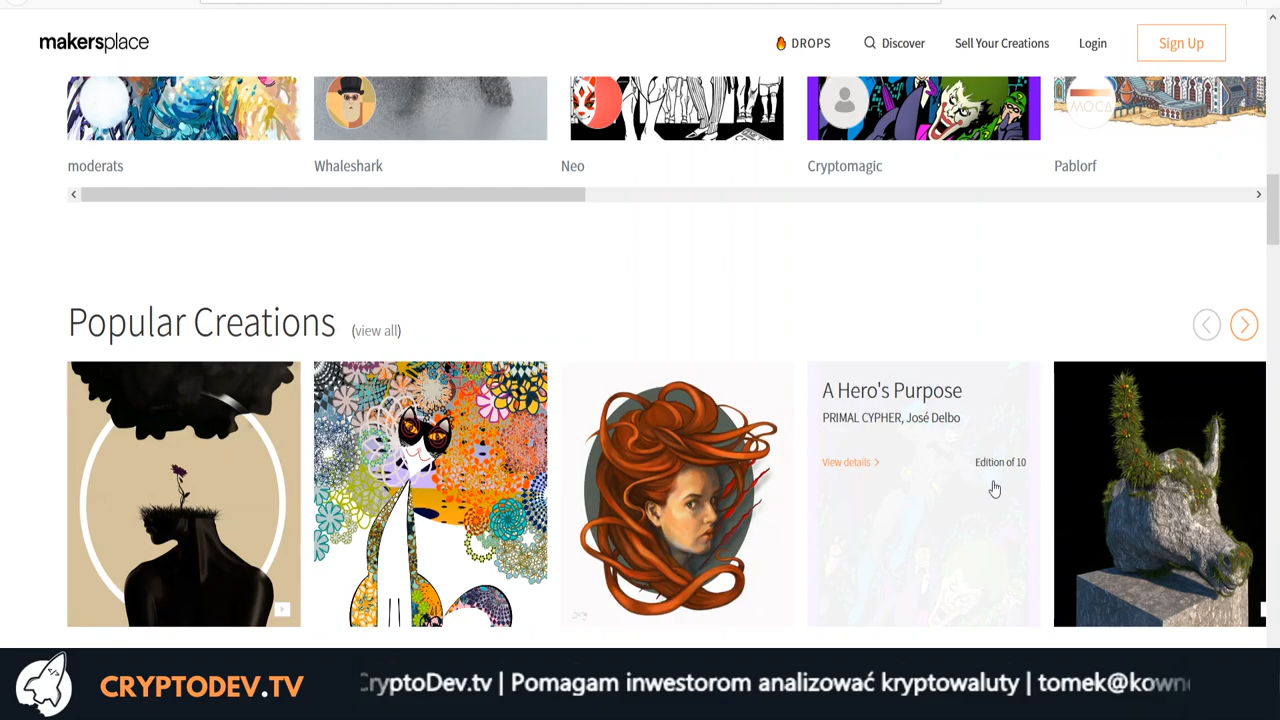 makersplace
DROPS
Discover
Sell Your Creations
Login
Sign Up
MOCA
moderats
Whaleshark
Neo
Cryptomagic
Pablorf
Popular Creations (view all)
A Hero's Purpose
PRIMAL CYPHER, José Delbo
View details >
Edition of 10
CRYPTODEV.TV
CryptoDev.tv | Pomagam inwestorom analizować kryptowaluty | tomek@kown